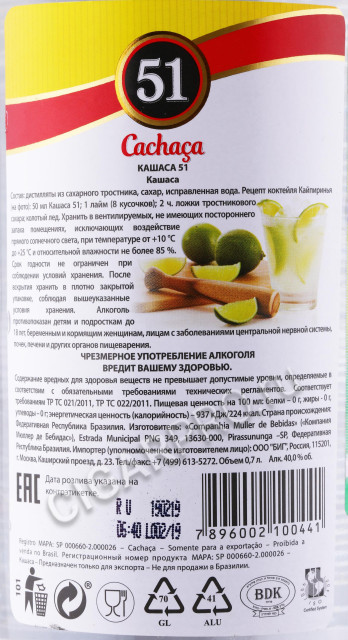 51
Cachaça
КАШАСА 51
Кашаса
Состав: дистилляты из сахарного тростника, сахар, исправленная вода. Рецепт коктейля Кайпиринья
на фото: 50 мл Кашаса 51; 1 лайм (8 кусочков); 2 ч. ложки тростникового
сахара; колотый лед. Хранить в вентилируемых, не имеющих постороннего
запаха помещениях, исключающих воздействие
прямого солнечного света, при температуре от +10 °C
до +25 °C и относительной влажности не более 85 %.
Срок годности не ограничен при
соблюдении условий хранения. После
вскрытия хранить в плотно закрытой
упаковке, соблюдая вышеуказанные
условия хранения. Алкоголь
противопоказан детям и подросткам до
18 лет, беременным и кормящим женщинам, лицам с заболеваниями центральной нервной системы,
почек, печени и других органов пищеварения.
ЧРЕЗМЕРНОЕ УПОТРЕБЛЕНИЕ АЛКОГОЛЯ
ВРЕДИТ ВАШЕМУ ЗДОРОВЬЮ.
Содержание вредных для здоровья веществ не превышает допустимые уровни, определяемые в
соответствии с обязательными требованиями технических регламентов. Соответствует
требованиям ТР ТС 021/2011, ТР ТС 022/2011. Пищевая ценность на 100 мл: белки – 0 г; жиры - 0 г;
углеводы - 0 г; энергетическая ценность (калорийность) – 937 кДж/224 ккал. Страна происхождения:
Федеративная Республика Бразилия. Изготовитель: «Companhia Muller de Bebidas» («Компания
Мюллер де Бебидас»), Estrada Municipal PNG 349, 13630-000, Pirassununga –SP, Федеративная
Республика Бразилия. Импортер (уполномоченное изготовителем лицо): ООО "БИГ", Россия, 115201,
г. Москва, Каширский проезд, д. 23. Тел./факс: +7 (499) 613-5272. Объем 0,7 л. Алк. 40,0 % об.
EAC
Дата розлива указана на
контрэтикетке.
RU 190219
06:40 L002/19
7 896002 100441
Registro MAPA: SP 000660-2.000026 – Cachaça – Somente para a exportação – Proibida a
venda no Brasil. Регистрационный номер продукта MAPA: SP 000660-2.000026 –
Кашаса – Предназначен только для экспорта – Не для продажи в Бразилии.
101
70
GL
41
ALU
BDK
CIGARPRO.RU